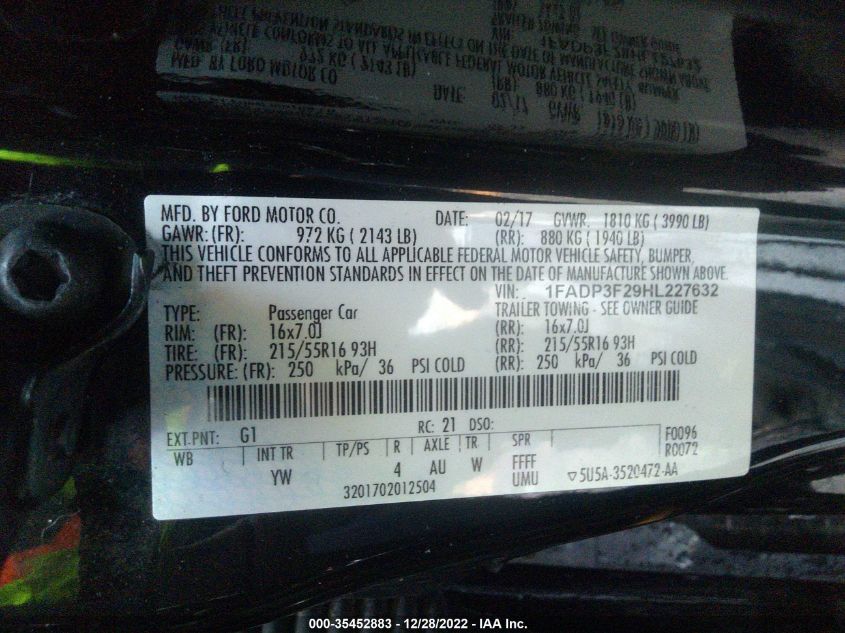 MFD. BY FORD MOTOR CO. DATE: 02/17 GVWR: 1810 KG ( 3990 LB)
GAWR: (FR): 972 KG ( 2143 LB) (RR): 880 KG ( 1940 LB)
THIS VEHICLE CONFORMS TO ALL APPLICABLE FEDERAL MOTOR VEHICLE SAFETY, BUMPER,
AND THEFT PREVENTION STANDARDS IN EFFECT ON THE DATE OF MANUFACTURE SHOWN ABOVE.
VIN: 1FADP3F29HL227632
TYPE: Passenger Car TRAILER TOWING - SEE OWNER GUIDE
RIM: (FR): 16x7.0J (RR): 16x7.0J
TIRE: (FR): 215/55R16 93H (RR): 215/55R16 93H
PRESSURE: (FR): 250 kPa/ 36 PSI COLD (RR): 250 kPa/ 36 PSI COLD
EXT.PNT: G1 RC: 21 DSO: F0096
WB INT TR TP/PS R AXLE TR SPR R0072
YW 4 AU W FFFF
UMU
3201702012504 ▽5U5A-3520472-AA
000-35452883 - 12/28/2022 - IAA Inc.